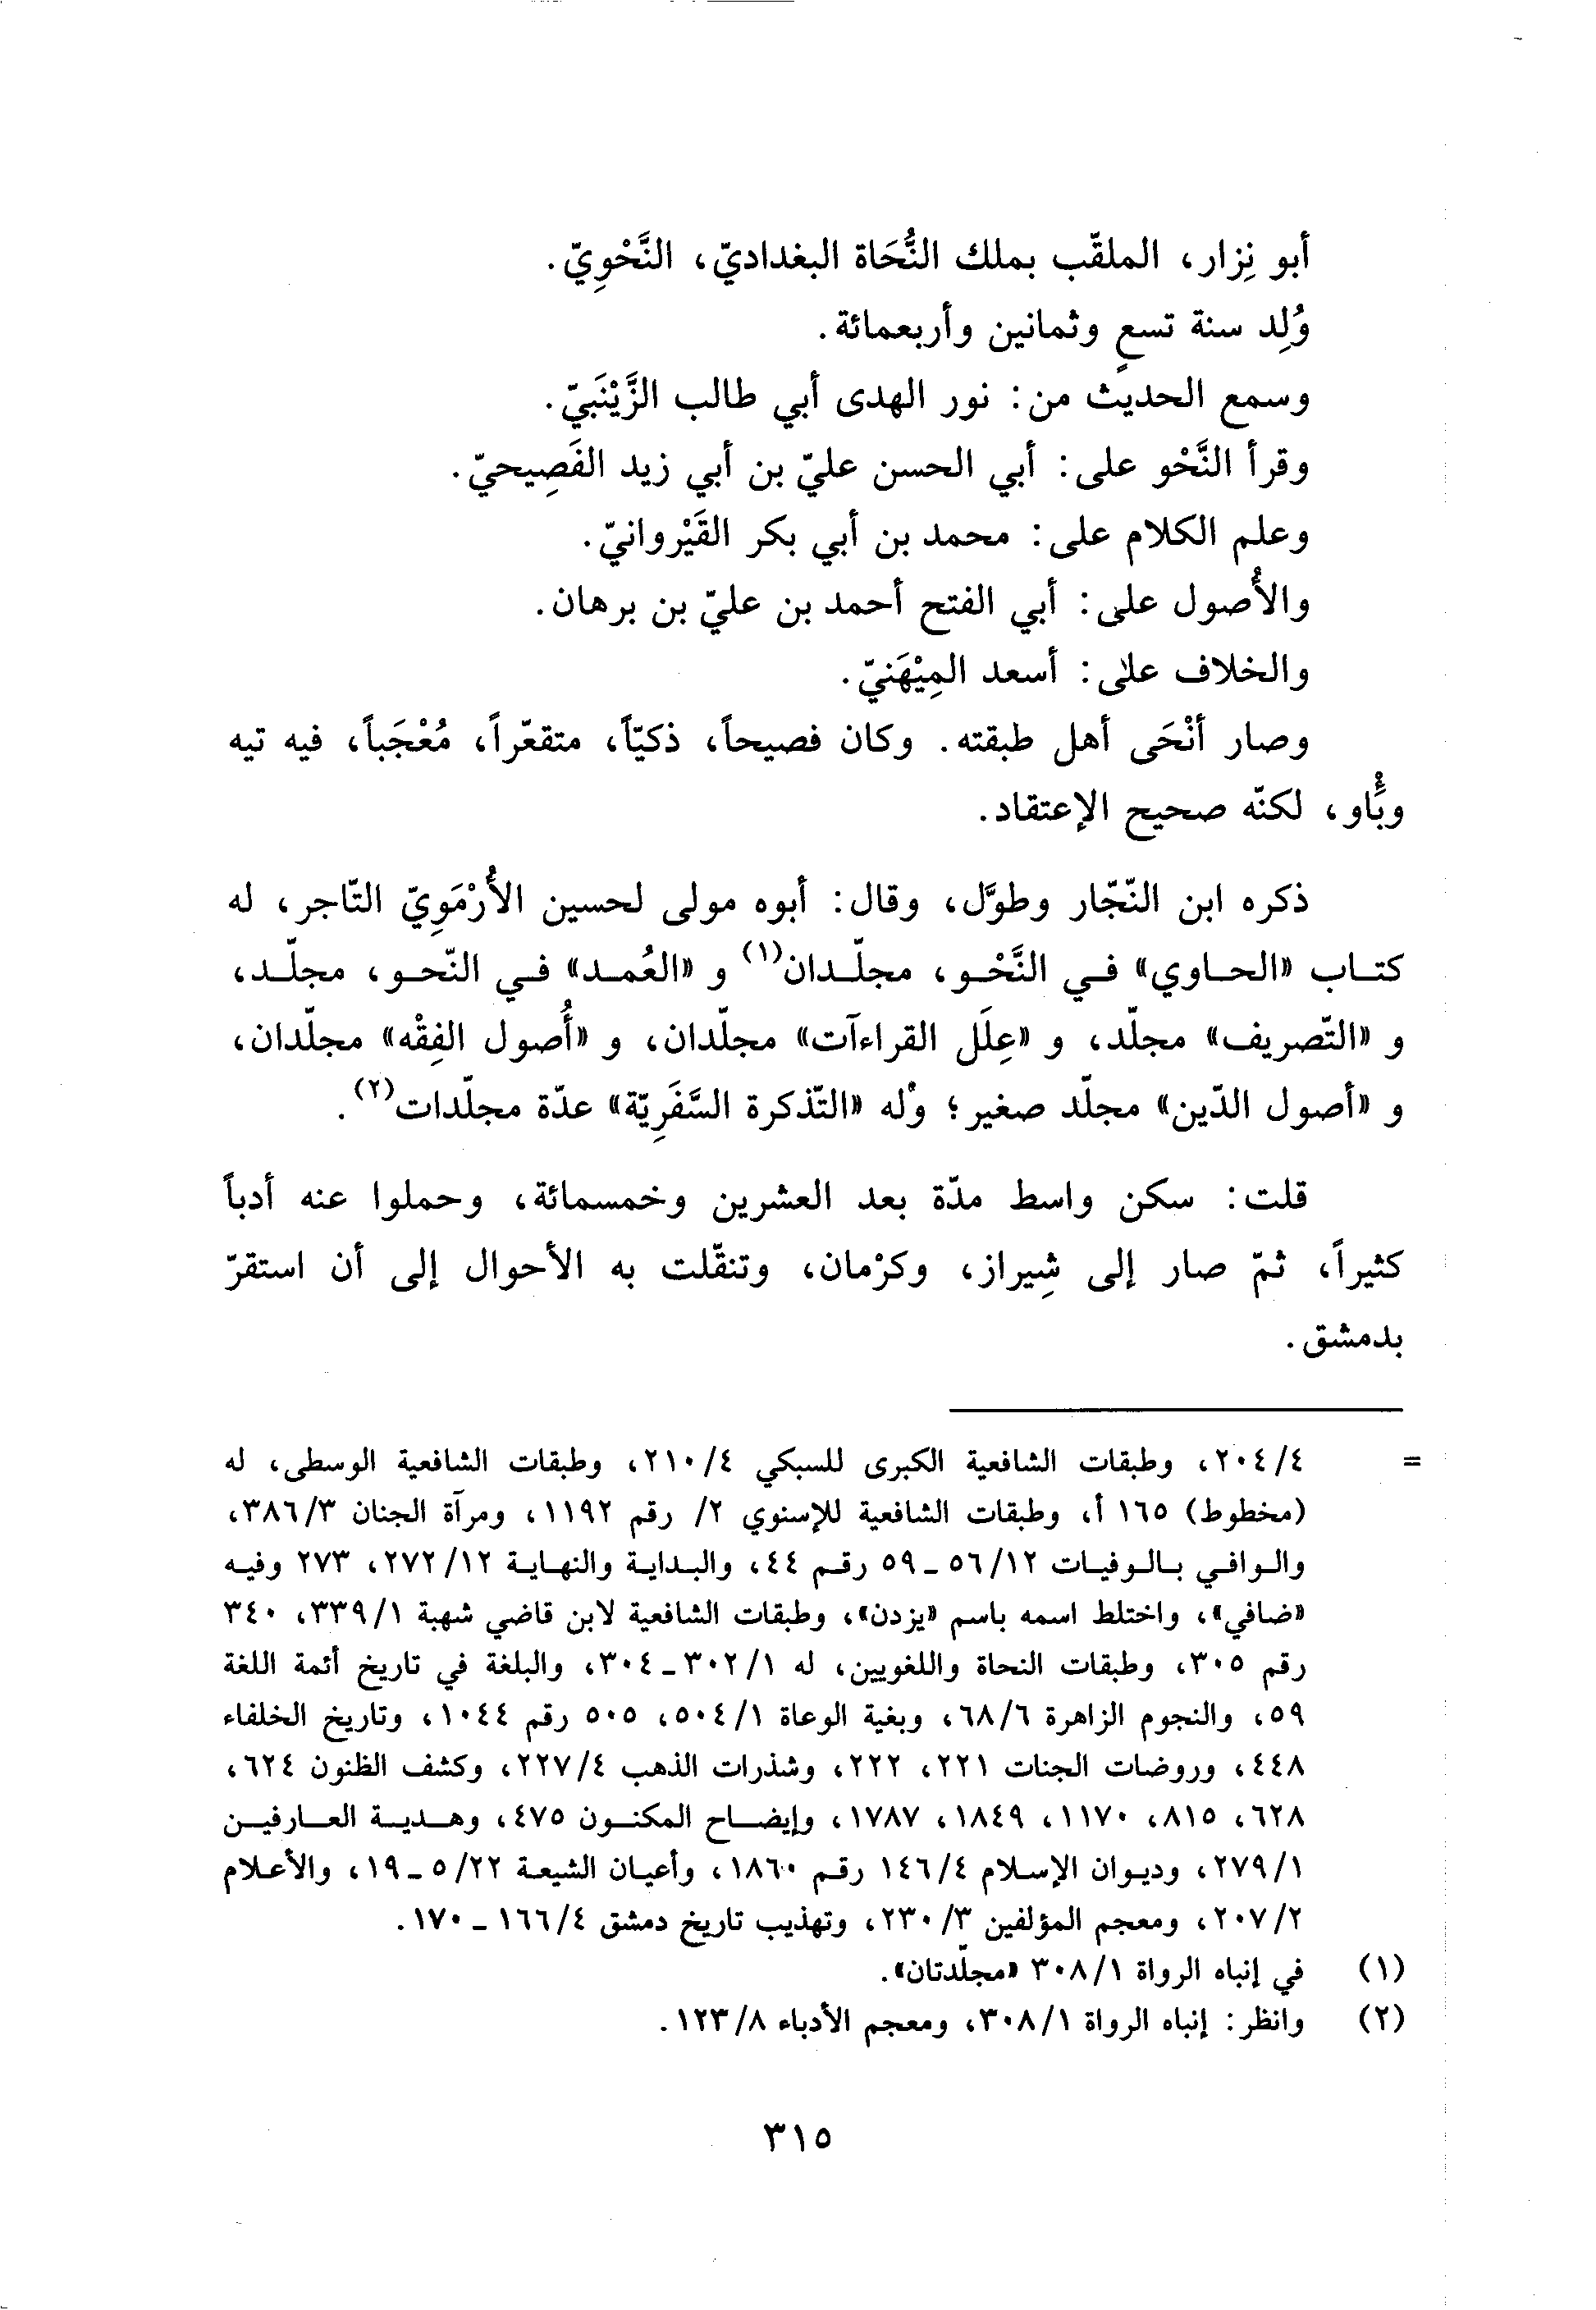 أبو نِزار، الملقّب بملك النُّحَاة البغداديّ، النَّحْوِيّ.
وُلِد سنة تسعٍ وثمانين وأربعمائة.
وسمع الحديث من: نور الهدى أبي طالب الزَّيْنَبيّ.
وقرأ النَّحْو على: أبي الحسن عليّ بن أبي زيد الفَصِيحيّ.
وعلم الكلام على: محمد بن أبي بكر القَيْروانيّ.
والأُصول على: أبي الفتح أحمد بن عليّ بن برهان.
والخلاف على: أسعد المِيْهَنيّ.
وصار أنْحَى أهل طبقته. وكان فصيحاً، ذكيّاً، متقعّراً، مُعْجَباً، فيه تيه
وبَأْو، لكنّه صحيح الإعتقاد.
ذكره ابن النّجّار وطوَّل، وقال: أبوه مولى لحسين الأُرْمَوِيّ التّاجر، له
كتاب «الحاوي» في النَّحْو، مجلّدان(١) و «العُمد» في النّحو، مجلّد،
و «التّصريف» مجلّد، و «عِلَل القراءآت» مجلّدان، و «أُصول الفِقْه» مجلّدان،
و «أصول الدّين» مجلّد صغير؛ وله «التّذكرة السَّفَرِيّة» عدّة مجلّدات(٢).
قلت: سكن واسط مدّة بعد العشرين وخمسمائة، وحملوا عنه أدباً
كثيراً، ثمّ صار إلى شِيراز، وكرْمان، وتنقّلت به الأحوال إلى أن استقرّ
بدمشق.
= ٢٠٤/٤، وطبقات الشافعية الكبرى للسبكي ٢١٠/٤، وطبقات الشافعية الوسطى، له
(مخطوط) ١٦٥ أ، وطبقات الشافعية للإسنوي ٢/ رقم ١١٩٢، ومرآة الجنان ٣٨٦/٣،
والوافي بالوفيات ٥٦/١٢ـ ٥٩ رقم ٤٤، والبداية والنهاية ٢٧٢/١٢، ٢٧٣ وفيه
«ضافي»، واختلط اسمه باسم «يزدن»، وطبقات الشافعية لابن قاضي شهبة ٣٣٩/١، ٣٤٠
رقم ٣٠٥، وطبقات النحاة واللغويين، له ٣٠٢/١ـ ٣٠٤، والبلغة في تاريخ أئمة اللغة
٥٩، والنجوم الزاهرة ٦٨/٦، وبغية الوعاة ٥٠٤/١، ٥٠٥ رقم ١٠٤٤، وتاريخ الخلفاء
٤٤٨، وروضات الجنات ٢٢١، ٢٢٢، وشذرات الذهب ٢٢٧/٤، وكشف الظنون ٦٢٤،
٦٢٨، ٨١٥، ١١٧٠، ١٨٤٩، ١٧٨٧، وإيضاح المكنون ٤٧٥، وهدية العارفين
٢٧٩/١، وديوان الإسلام ١٤٦/٤ رقم ١٨٦٠، وأعيان الشيعة ٥/٢٢ـ ١٩، والأعلام
٢٠٧/٢، ومعجم المؤلفين ٢٣٠/٣، وتهذيب تاريخ دمشق ١٦٦/٤ ـ ١٧٠.
(١) في إنباه الرواة ٣٠٨/١ «مجلّدتان».
(٢) وانظر: إنباه الرواة ٣٠٨/١، ومعجم الأدباء ١٢٣/٨.
٣١٥